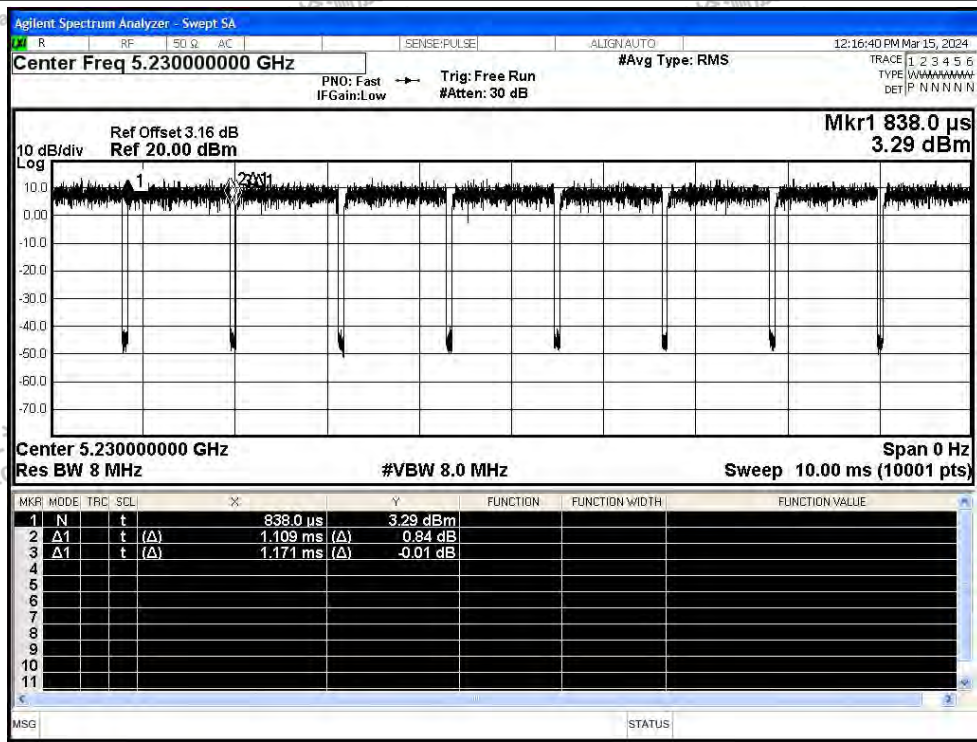 Agilent Spectrum Analyzer - Swept SA
R RF 50 Ω AC SENSE:PULSE ALIGN AUTO 12:16:40 PM Mar 15, 2024
Center Freq 5.230000000 GHz
PNO: Fast
IFGain:Low
Trig: Free Run
#Atten: 30 dB
#Avg Type: RMS
TRACE 1 2 3 4 5 6
TYPE
DET P N N N N N
Mkr1 838.0 µs
3.29 dBm
Ref Offset 3.16 dB
10 dB/div Ref 20.00 dBm
Log
1
10.0
0.00
-10.0
-20.0
-30.0
-40.0
-50.0
-60.0
-70.0
Center 5.230000000 GHz Span 0 Hz
Res BW 8 MHz #VBW 8.0 MHz Sweep 10.00 ms (10001 pts)
MKR MODE TRC SCL X Y FUNCTION FUNCTION WIDTH FUNCTION VALUE
1 N t 838.0 µs 3.29 dBm
2 Δ1 t (Δ) 1.109 ms (Δ) 0.84 dB
3 Δ1 t (Δ) 1.171 ms (Δ) -0.01 dB
4
5
6
7
8
9
10
11
MSG STATUS